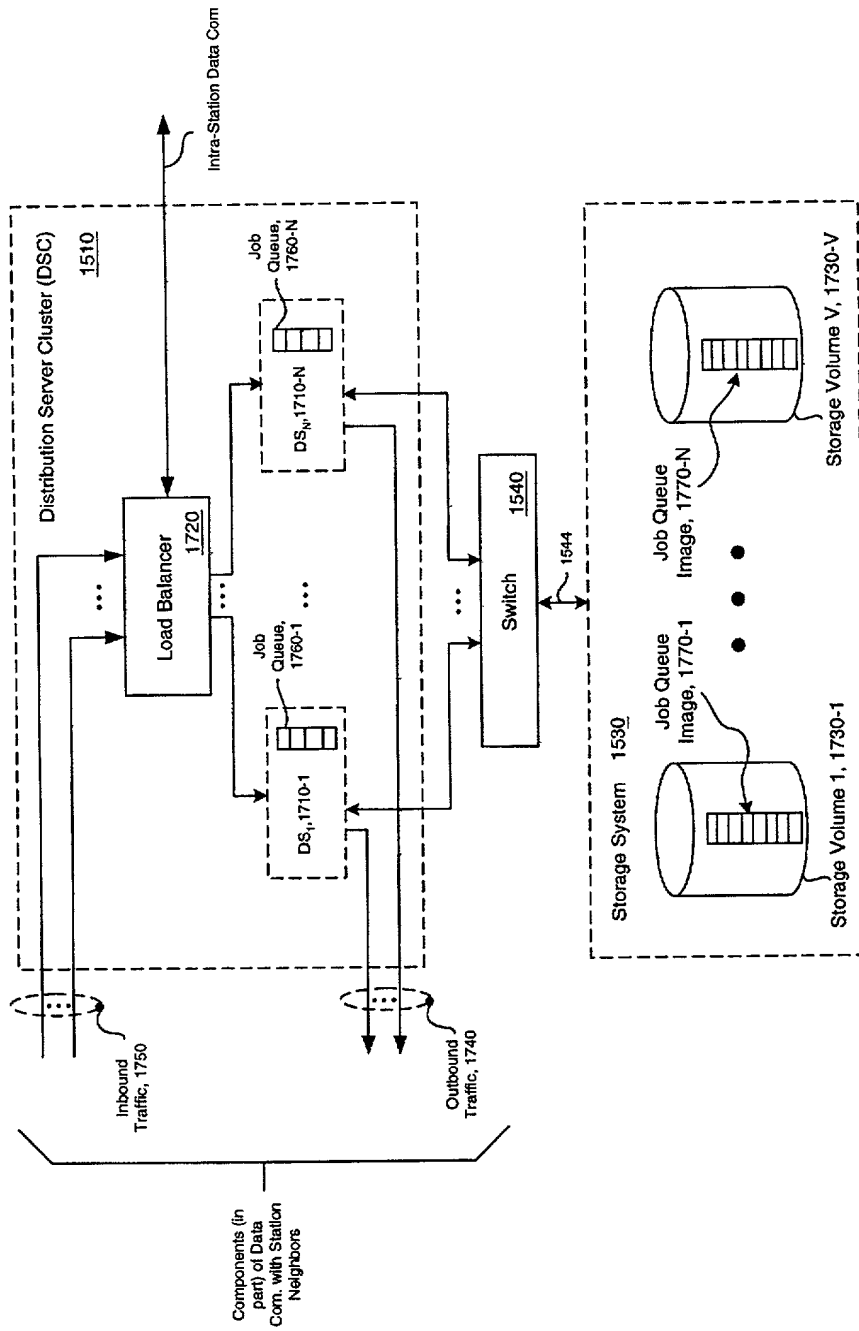 Components (in
part) of Data
Com. with Station
Neighbors
Inbound
Traffic, 1750
Outbound
Traffic, 1740
Distribution Server Cluster (DSC)
1510
Intra-Station Data Com
Load Balancer
1720
DS1,1710-1
Job
Queue,
1760-1
DSN,1710-N
Job
Queue,
1760-N
Switch
1540
1544
Storage System 1530
Job Queue
Image, 1770-1
Job Queue
Image, 1770-N
Storage Volume 1, 1730-1
Storage Volume V, 1730-V